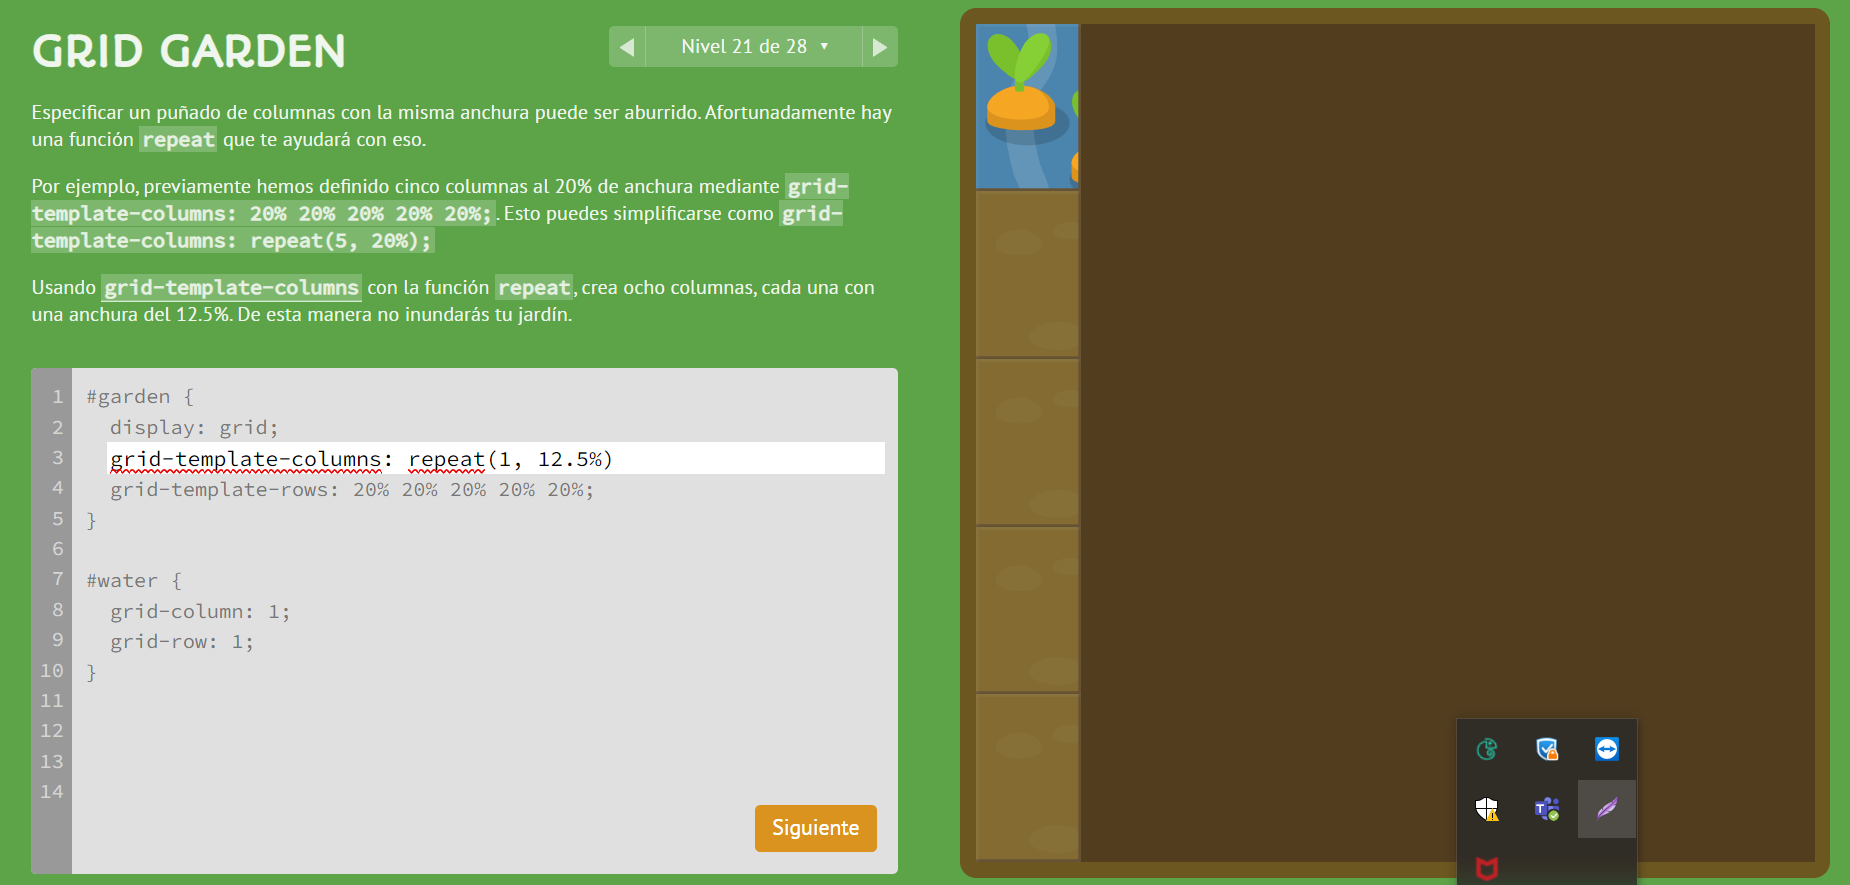 GRID GARDEN
◀ Nivel 21 de 28 ▼ ▶
Especificar un puñado de columnas con la misma anchura puede ser aburrido. Afortunadamente hay
una función repeat que te ayudará con eso.
Por ejemplo, previamente hemos definido cinco columnas al 20% de anchura mediante grid-
template-columns: 20% 20% 20% 20% 20%;. Esto puedes simplificarse como grid-
template-columns: repeat(5, 20%);
Usando grid-template-columns con la función repeat, crea ocho columnas, cada una con
una anchura del 12.5%. De esta manera no inundarás tu jardín.
1 #garden {
2 display: grid;
3 grid-template-columns: repeat(1, 12.5%)
4 grid-template-rows: 20% 20% 20% 20% 20%;
5 }
6
7 #water {
8 grid-column: 1;
9 grid-row: 1;
10 }
11
12
13
14
Siguiente